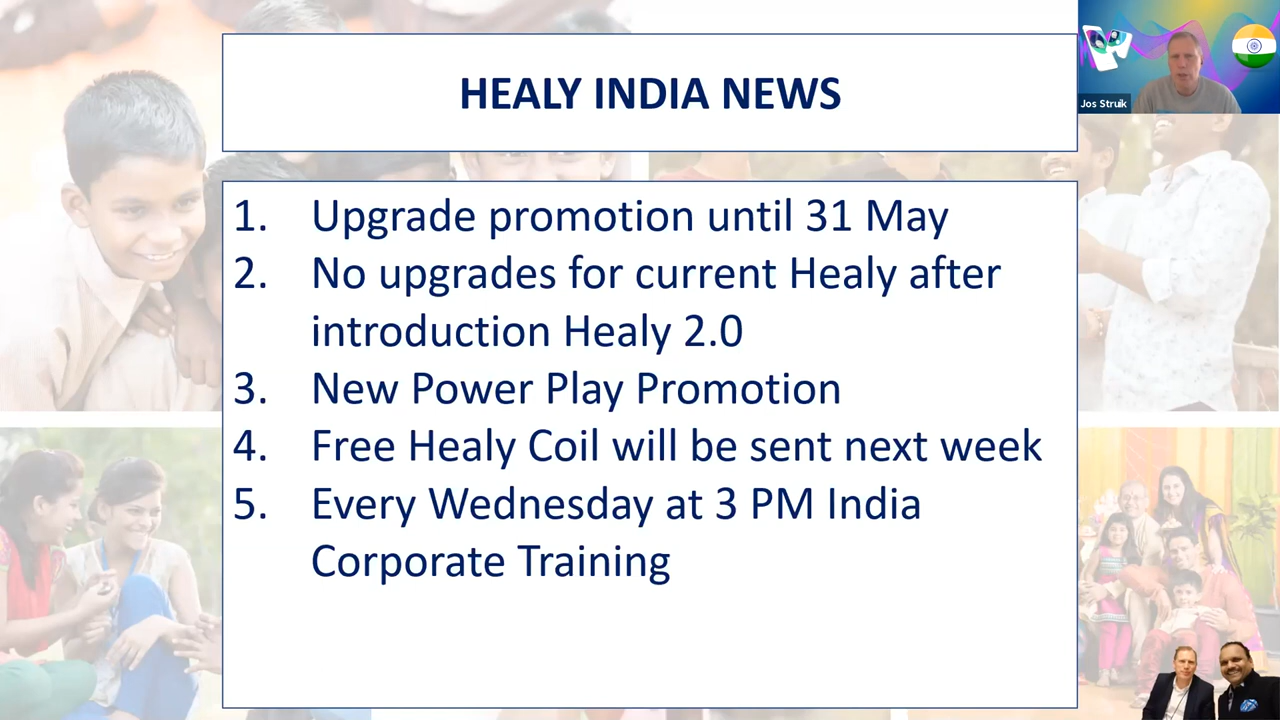 HEALY INDIA NEWS
Jos Struik
1. Upgrade promotion until 31 May
2. No upgrades for current Healy after
introduction Healy 2.0
3. New Power Play Promotion
4. Free Healy Coil will be sent next week
5. Every Wednesday at 3 PM India
Corporate Training